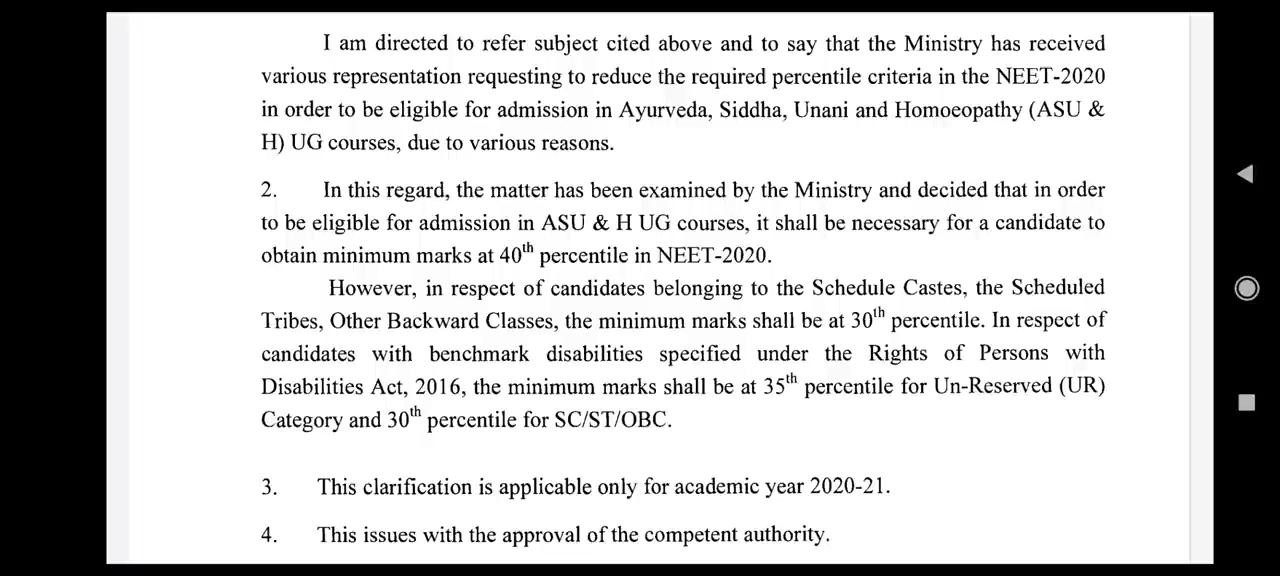 I am directed to refer subject cited above and to say that the Ministry has received
various representation requesting to reduce the required percentile criteria in the NEET-2020
in order to be eligible for admission in Ayurveda, Siddha, Unani and Homoeopathy (ASU &
H) UG courses, due to various reasons.
2. In this regard, the matter has been examined by the Ministry and decided that in order
to be eligible for admission in ASU & H UG courses, it shall be necessary for a candidate to
obtain minimum marks at 40th percentile in NEET-2020.
However, in respect of candidates belonging to the Schedule Castes, the Scheduled
Tribes, Other Backward Classes, the minimum marks shall be at 30th percentile. In respect of
candidates with benchmark disabilities specified under the Rights of Persons with
Disabilities Act, 2016, the minimum marks shall be at 35th percentile for Un-Reserved (UR)
Category and 30th percentile for SC/ST/OBC.
3. This clarification is applicable only for academic year 2020-21.
4. This issues with the approval of the competent authority.